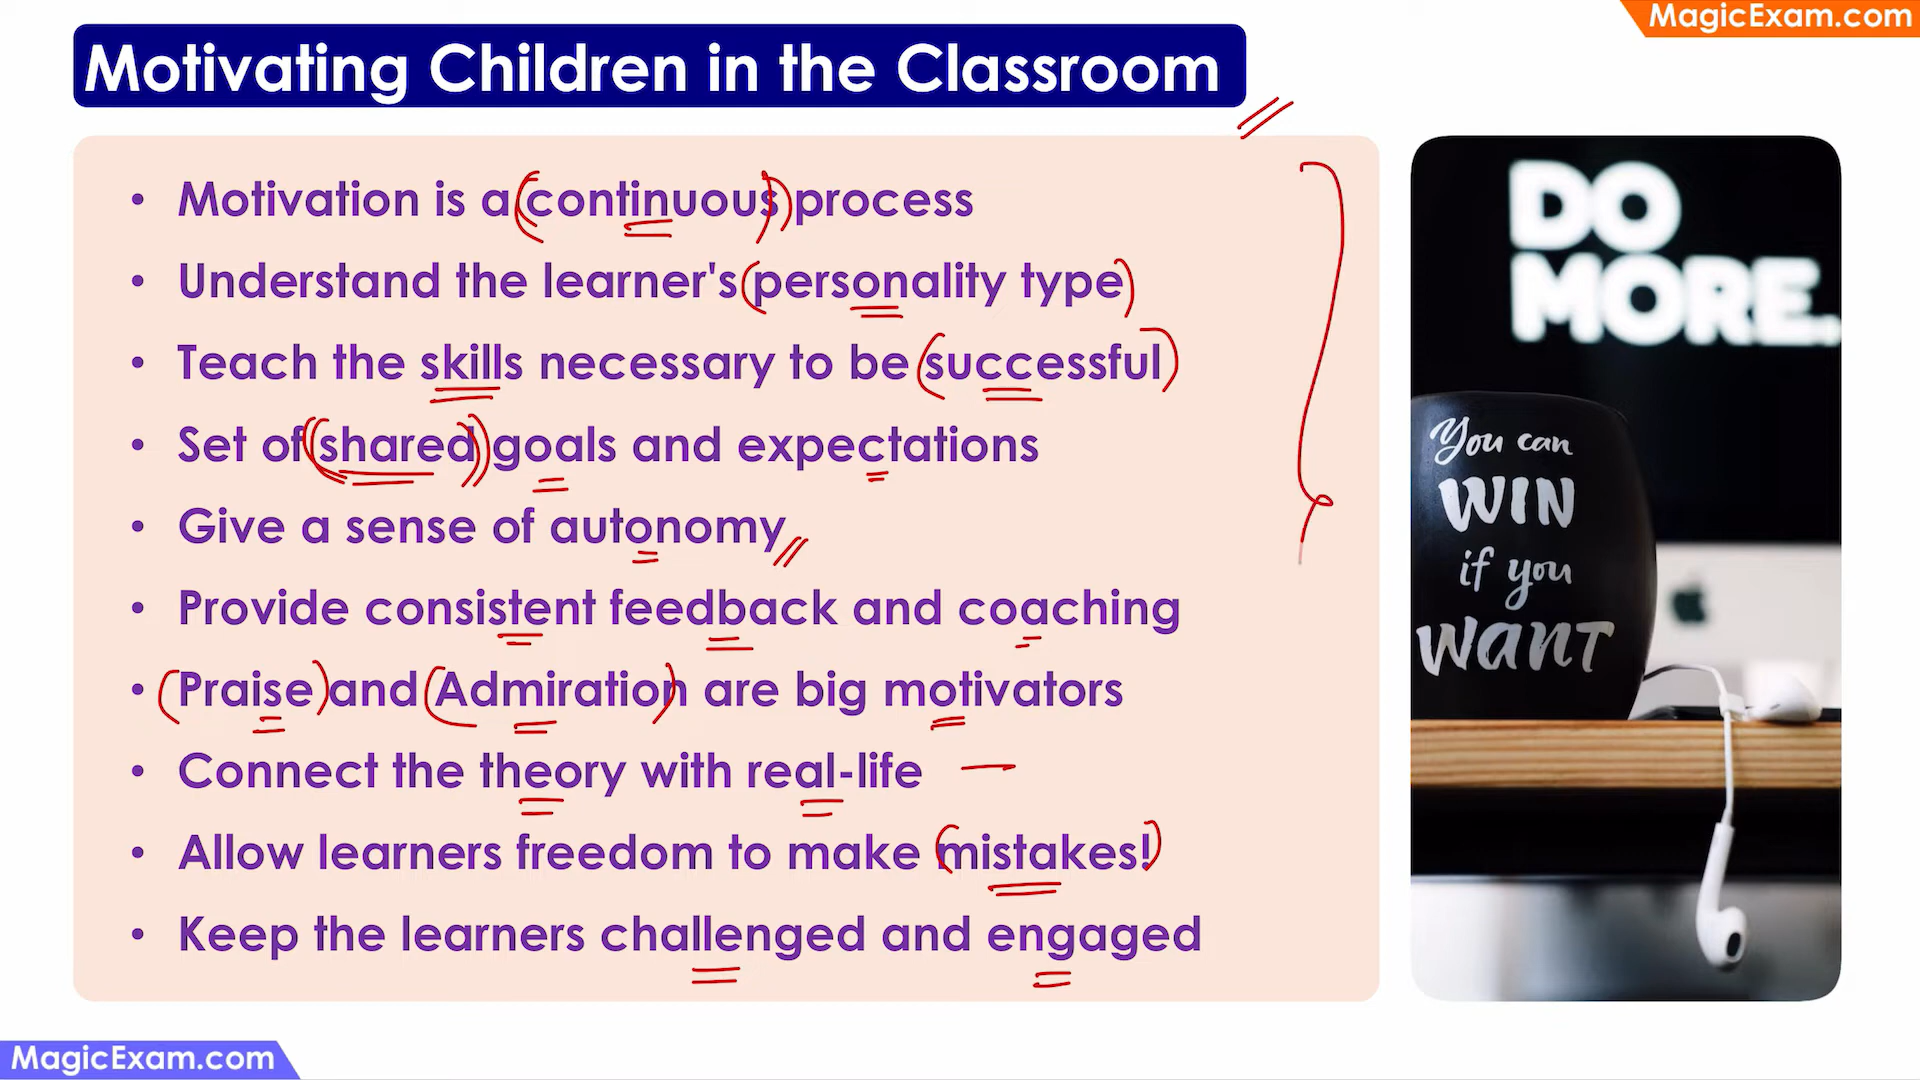 MagicExam.com
Motivating Children in the Classroom
• Motivation is a continuous process
• Understand the learner's personality type
• Teach the skills necessary to be successful
• Set of shared goals and expectations
• Give a sense of autonomy
• Provide consistent feedback and coaching
• Praise and Admiration are big motivators
• Connect the theory with real-life
• Allow learners freedom to make mistakes!
• Keep the learners challenged and engaged
DO
MORE.
You can
WIN
if you
WANT
MagicExam.com